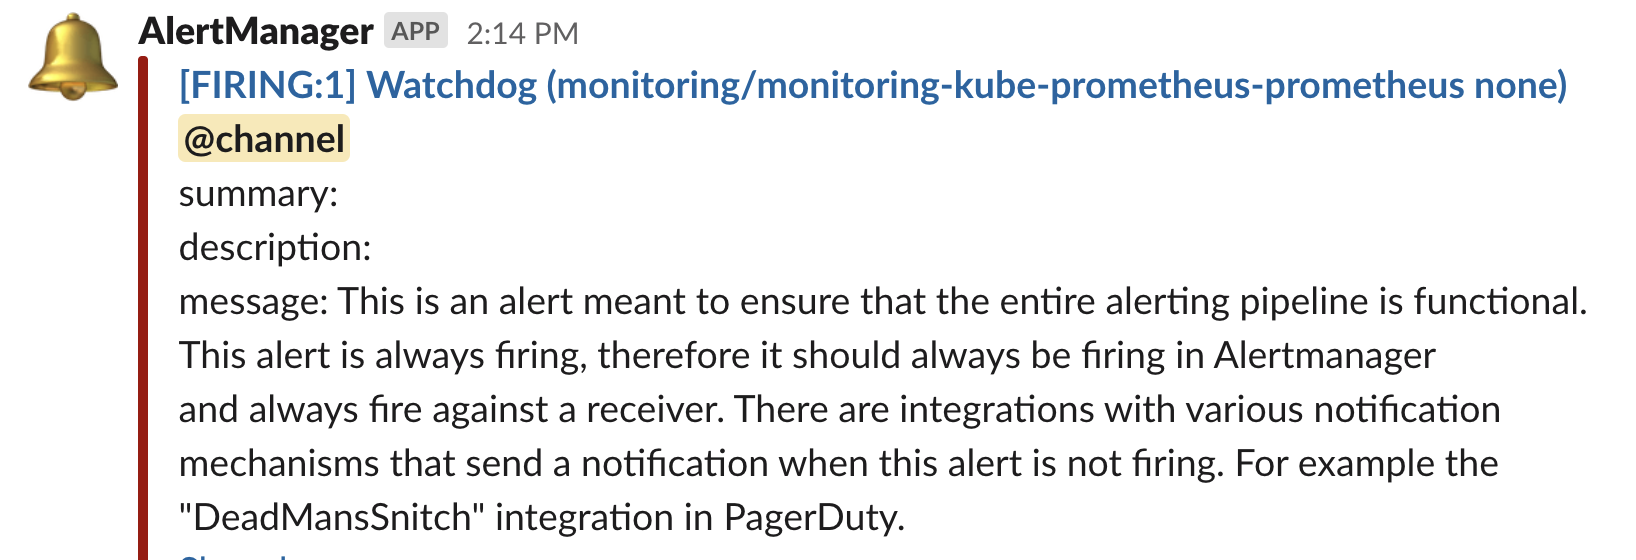 AlertManager APP 2:14 PM
[FIRING:1] Watchdog (monitoring/monitoring-kube-prometheus-prometheus none)
@channel
summary:
description:
message: This is an alert meant to ensure that the entire alerting pipeline is functional.
This alert is always firing, therefore it should always be firing in Alertmanager
and always fire against a receiver. There are integrations with various notification
mechanisms that send a notification when this alert is not firing. For example the
"DeadMansSnitch" integration in PagerDuty.